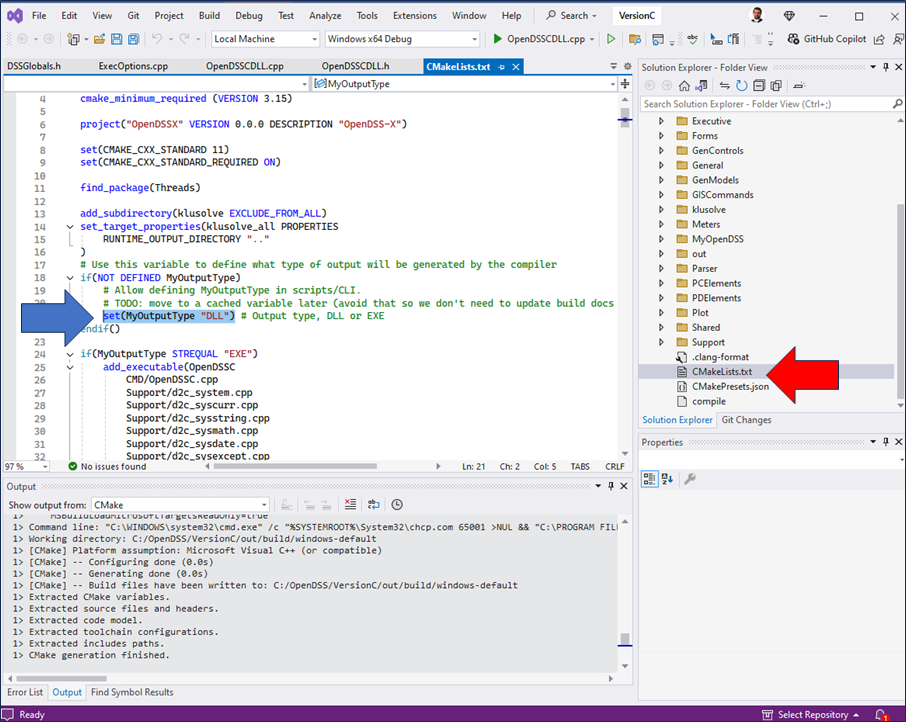 File Edit View Git Project Build Debug Test Analyze Tools Extensions Window Help Search VersionC
Local Machine Windows x64 Debug OpenDSSCDLL.cpp GitHub Copilot
DSSGlobals.h ExecOptions.cpp OpenDSSCDLL.cpp OpenDSSCDLL.h CMakeLists.txt
MyOutputType
4 cmake_minimum_required (VERSION 3.15)
5
6 project("OpenDSSX" VERSION 0.0.0 DESCRIPTION "OpenDSS-X")
7
8 set(CMAKE_CXX_STANDARD 11)
9 set(CMAKE_CXX_STANDARD_REQUIRED ON)
10
11 find_package(Threads)
12
13 add_subdirectory(klusolve EXCLUDE_FROM_ALL)
14 set_target_properties(klusolve_all PROPERTIES
15 RUNTIME_OUTPUT_DIRECTORY ".."
16 )
17 # Use this variable to define what type of output will be generated by the compiler
18 if(NOT DEFINED MyOutputType)
19 # Allow defining MyOutputType in scripts/CLI.
# TODO: move to a cached variable later (avoid that so we don't need to update build docs
set(MyOutputType "DLL") # Output type, DLL or EXE
endif()
23
24 if(MyOutputType STREQUAL "EXE")
25 add_executable(OpenDSSC
26 CMD/OpenDSSC.cpp
27 Support/d2c_system.cpp
28 Support/d2c_syscurr.cpp
29 Support/d2c_sysstring.cpp
30 Support/d2c_sysmath.cpp
31 Support/d2c_sysdate.cpp
32 Support/d2c_sysexcept.cpp
97 % No issues found Ln: 21 Ch: 2 Col: 5 TABS CRLF
Output
Show output from: CMake
1> MSBuildLoadMicrosoftTargetsReadOnly=true
1> Command line: "C:\WINDOWS\system32\cmd.exe" /c "%SYSTEMROOT%\System32\chcp.com 65001 >NUL && "C:\PROGRAM FIL
1> Working directory: C:/OpenDSS/VersionC/out/build/windows-default
1> [CMake] Platform assumption: Microsoft Visual C++ (or compatible)
1> [CMake] -- Configuring done (0.0s)
1> [CMake] -- Generating done (0.0s)
1> [CMake] -- Build files have been written to: C:/OpenDSS/VersionC/out/build/windows-default
1> Extracted CMake variables.
1> Extracted source files and headers.
1> Extracted code model.
1> Extracted toolchain configurations.
1> Extracted includes paths.
1> CMake generation finished.
Error List Output Find Symbol Results
Solution Explorer - Folder View
Search Solution Explorer - Folder View (Ctrl+;)
Executive
Forms
GenControls
General
GenModels
GISCommands
klusolve
Meters
MyOpenDSS
out
Parser
PCElements
PDElements
Plot
Shared
Support
.clang-format
CMakeLists.txt
CMakePresets.json
compile
Solution Explorer Git Changes
Properties
Ready Select Repository 1